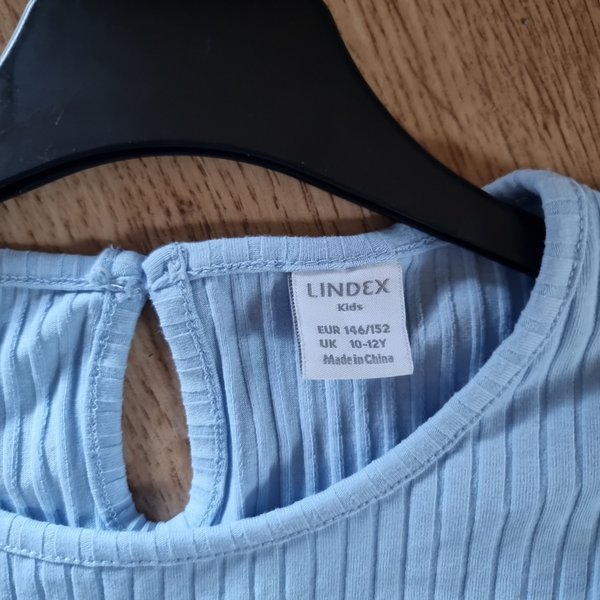 LINDEX
Kids
EUR 146/152
UK 10-12Y
Made in China